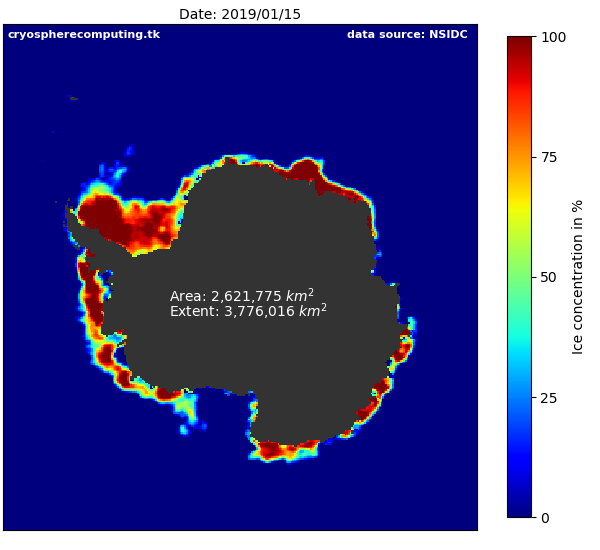 Date: 2019/01/15
cryospherecomputing.tk
data source: NSIDC
Area: 2,621,775 km²
Extent: 3,776,016 km²
100
75
50
25
0
Ice concentration in %